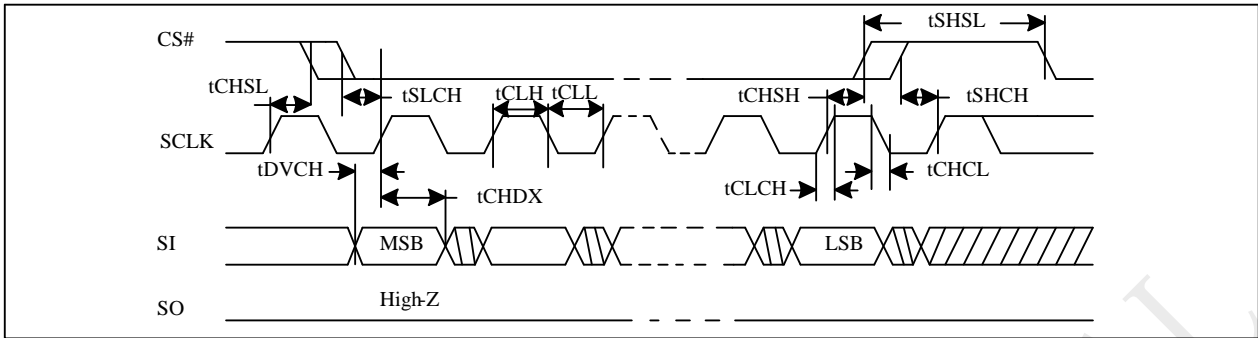 tSHSL
CS#
tCHSL
tSLCH
tCLH
tCLL
tCHSH
tSHCH
SCLK
tDVCH
tCHDX
tCLCH
tCHCL
SI
MSB
LSB
SO
High-Z